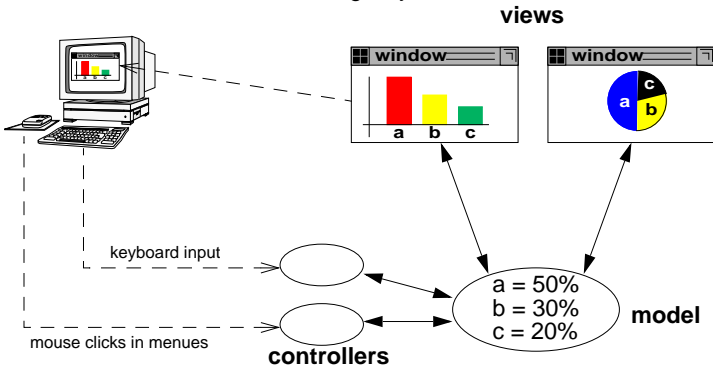 views
window
window
a b c
a b c
a
c
b
keyboard input
a = 50%
b = 30%
c = 20%
model
mouse clicks in menues
controllers